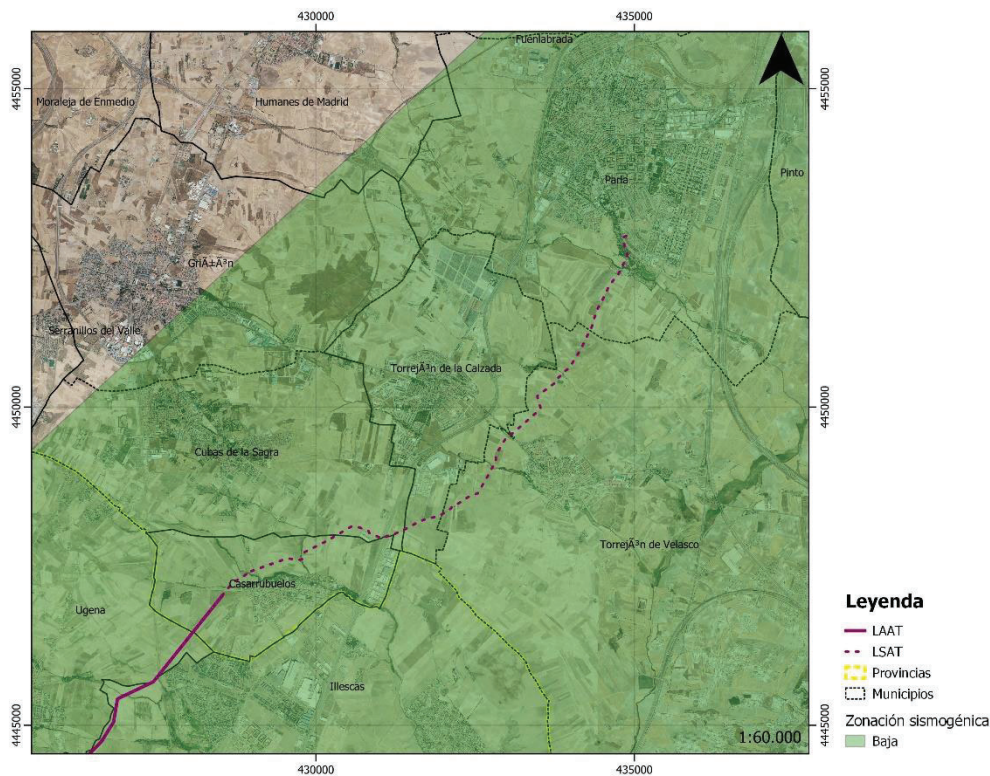 430000
435000
Fuenlabrada
4455000
4455000
Moraleja de Enmedio
Humanes de Madrid
Parla
Pinto
GriÃ±Ã³n
Serranillos del Valle
TorrejÃ³n de la Calzada
4450000
4450000
Cubas de la Sagra
TorrejÃ³n de Velasco
Casarrubuelos
Ugena
Illescas
4445000
4445000
1:60.000
430000
435000
Leyenda
LAAT
LSAT
Provincias
Municipios
Zonación sismogénica
Baja